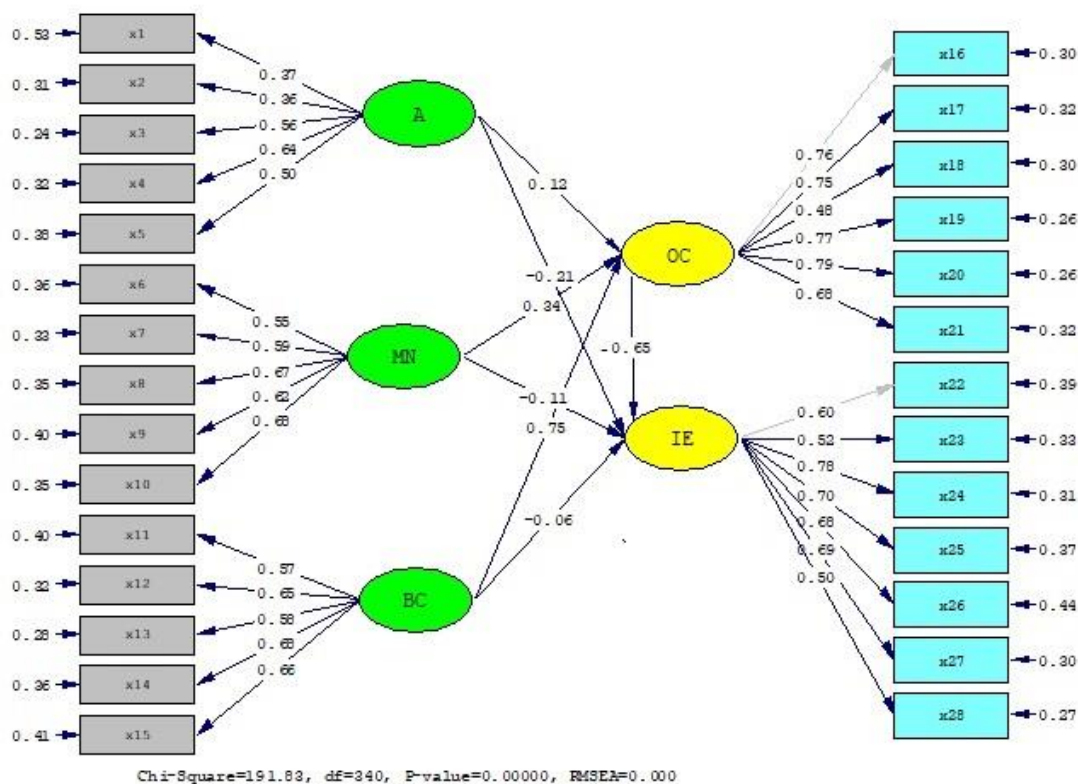 0.53 x1
0.31 x2
0.24 x3
0.32 x4
0.38 x5
0.36 x6
0.33 x7
0.35 x8
0.40 x9
0.35 x10
0.40 x11
0.32 x12
0.28 x13
0.36 x14
0.41 x15
0.37
0.36
0.56
0.64
0.50
0.55
0.59
0.67
0.62
0.68
0.57
0.65
0.58
0.68
0.66
A
MN
BC
0.12
-0.21
0.34
-0.11
0.75
-0.06
-0.65
OC
IE
0.76
0.75
0.48
0.77
0.79
0.68
0.60
0.52
0.78
0.70
0.68
0.69
0.50
x16 0.30
x17 0.32
x18 0.30
x19 0.26
x20 0.26
x21 0.32
x22 0.39
x23 0.33
x24 0.31
x25 0.37
x26 0.44
x27 0.30
x28 0.27
Chi-Square=191.83, df=340, P-value=0.00000, RMSEA=0.000